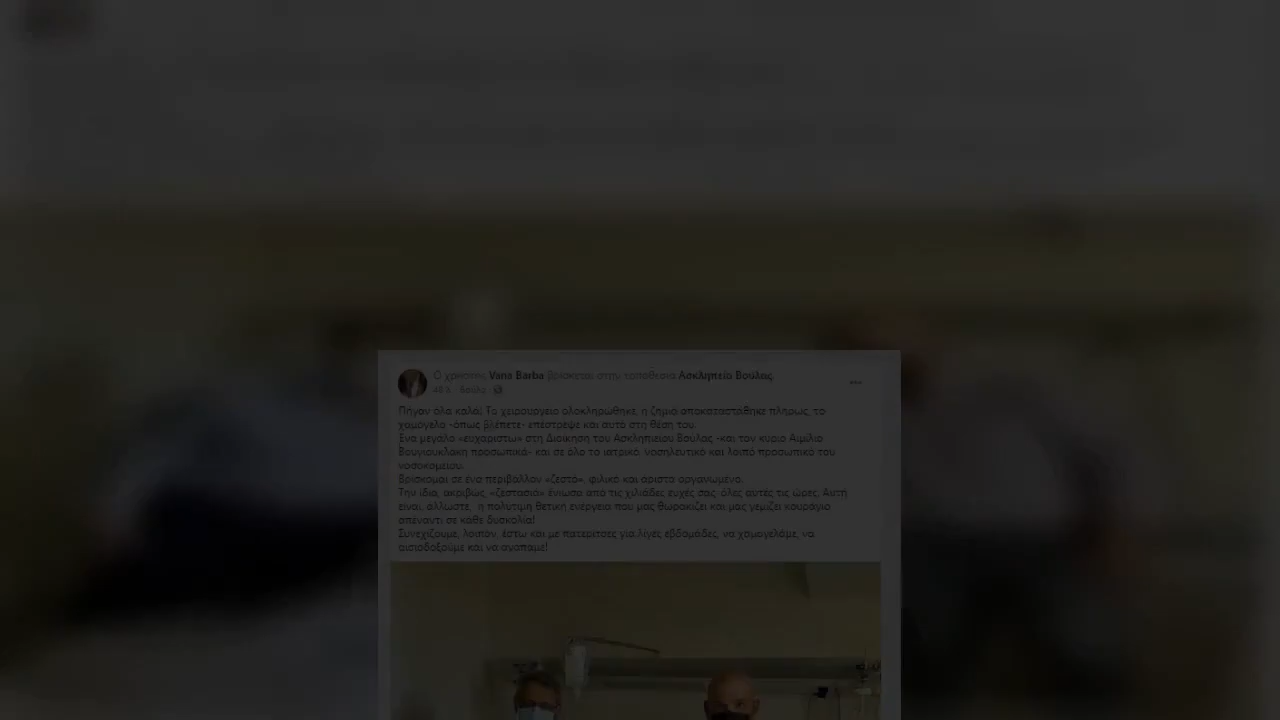 Ο χρήστης Vana Barba βρίσκεται στην τοποθεσία Ασκληπιείο Βούλας.
Πήγαν όλα καλά! Το χειρουργείο ολοκληρώθηκε, η ζημιά αποκαταστάθηκε πλήρως, το
χαμόγελο -όπως βλέπετε- επέστρεψε και αυτό στη θέση του.
Ένα μεγάλο «ευχαριστώ» στη Διοίκηση του Ασκληπιείου Βούλας -και τον κύριο Αιμίλιο
Βουγιουκλάκη προσωπικά- και σε όλο το ιατρικό, νοσηλευτικό και λοιπό προσωπικό του
νοσοκομείου.
Βρίσκομαι σε ένα περιβάλλον «ζεστό», φιλικό και άριστα οργανωμένο.
Την ίδια, ακριβώς, «ζεστασιά» ένιωσα από τις χιλιάδες ευχές σας όλες αυτές τις ώρες. Αυτή
είναι, άλλωστε, η πολύτιμη θετική ενέργεια που μας θωρακίζει και μας γεμίζει κουράγιο
απέναντι σε κάθε δυσκολία!
Συνεχίζουμε, λοιπόν, έστω και με πατερίτσες για λίγες εβδομάδες, να χαμογελάμε, να
αισιοδοξούμε και να αγαπάμε!